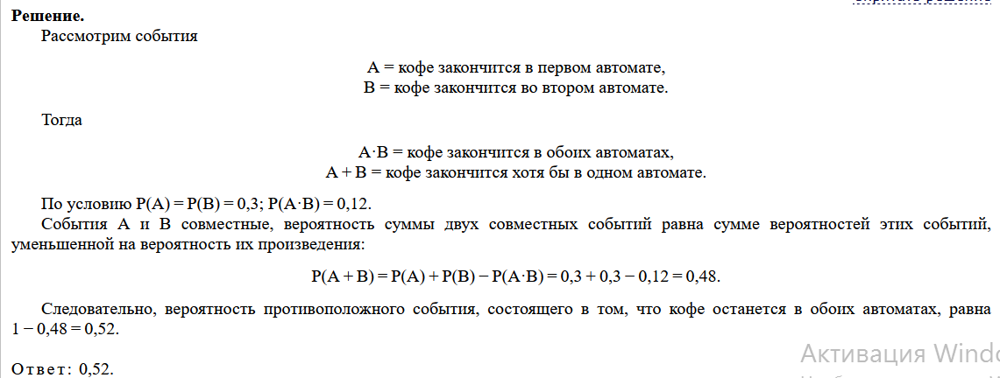 Решение.
Рассмотрим события
A = кофе закончится в первом автомате,
B = кофе закончится во втором автомате.
Тогда
A·B = кофе закончится в обоих автоматах,
A + B = кофе закончится хотя бы в одном автомате.
По условию P(A) = P(B) = 0,3; P(A·B) = 0,12.
События A и B совместные, вероятность суммы двух совместных событий равна сумме вероятностей этих событий,
уменьшенной на вероятность их произведения:
P(A + B) = P(A) + P(B) − P(A·B) = 0,3 + 0,3 − 0,12 = 0,48.
Следовательно, вероятность противоположного события, состоящего в том, что кофе останется в обоих автоматах, равна
1 − 0,48 = 0,52.
Ответ: 0,52.
Активация Windo